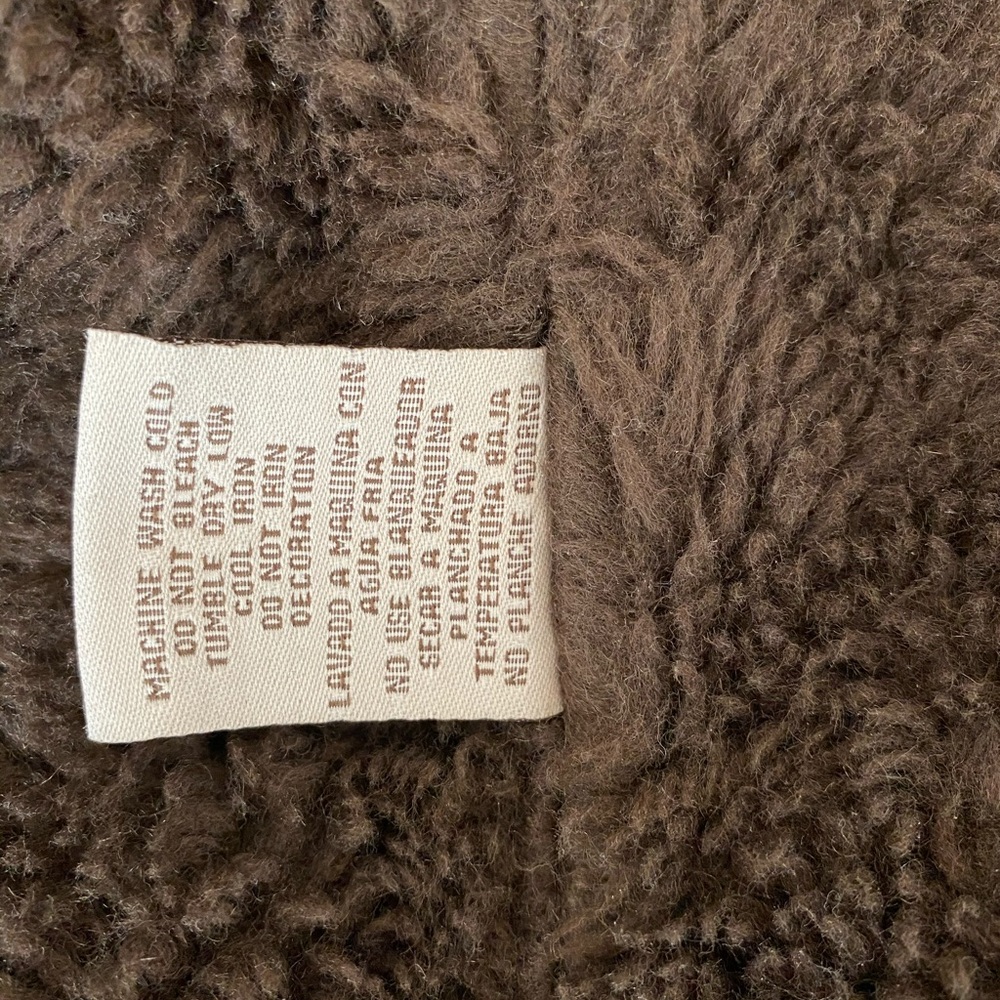 MACHINE WASH COLD
DO NOT BLEACH
TUMBLE DRY LOW
COOL IRON
DO NOT IRON
DECORATION
LAVADO A MAQUINA CON
AGUA FRIA
NO USE BLANQUEADOR
SECAR A MAQUINA
PLANCHADO A
TEMPERATURA BAJA
NO PLANCHE ADORNO